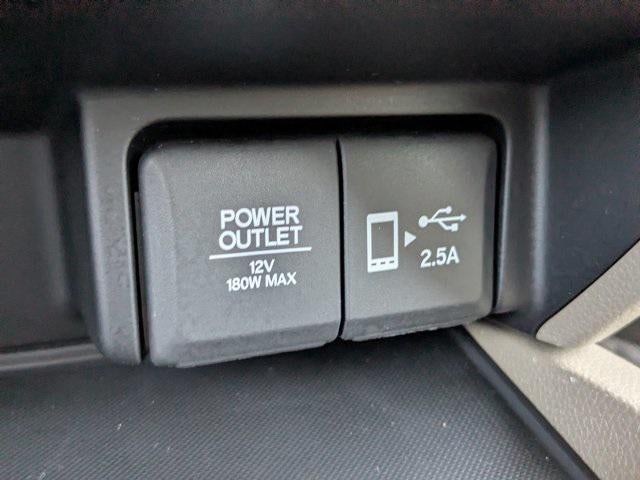 POWER
OUTLET
12V
180W MAX
2.5A